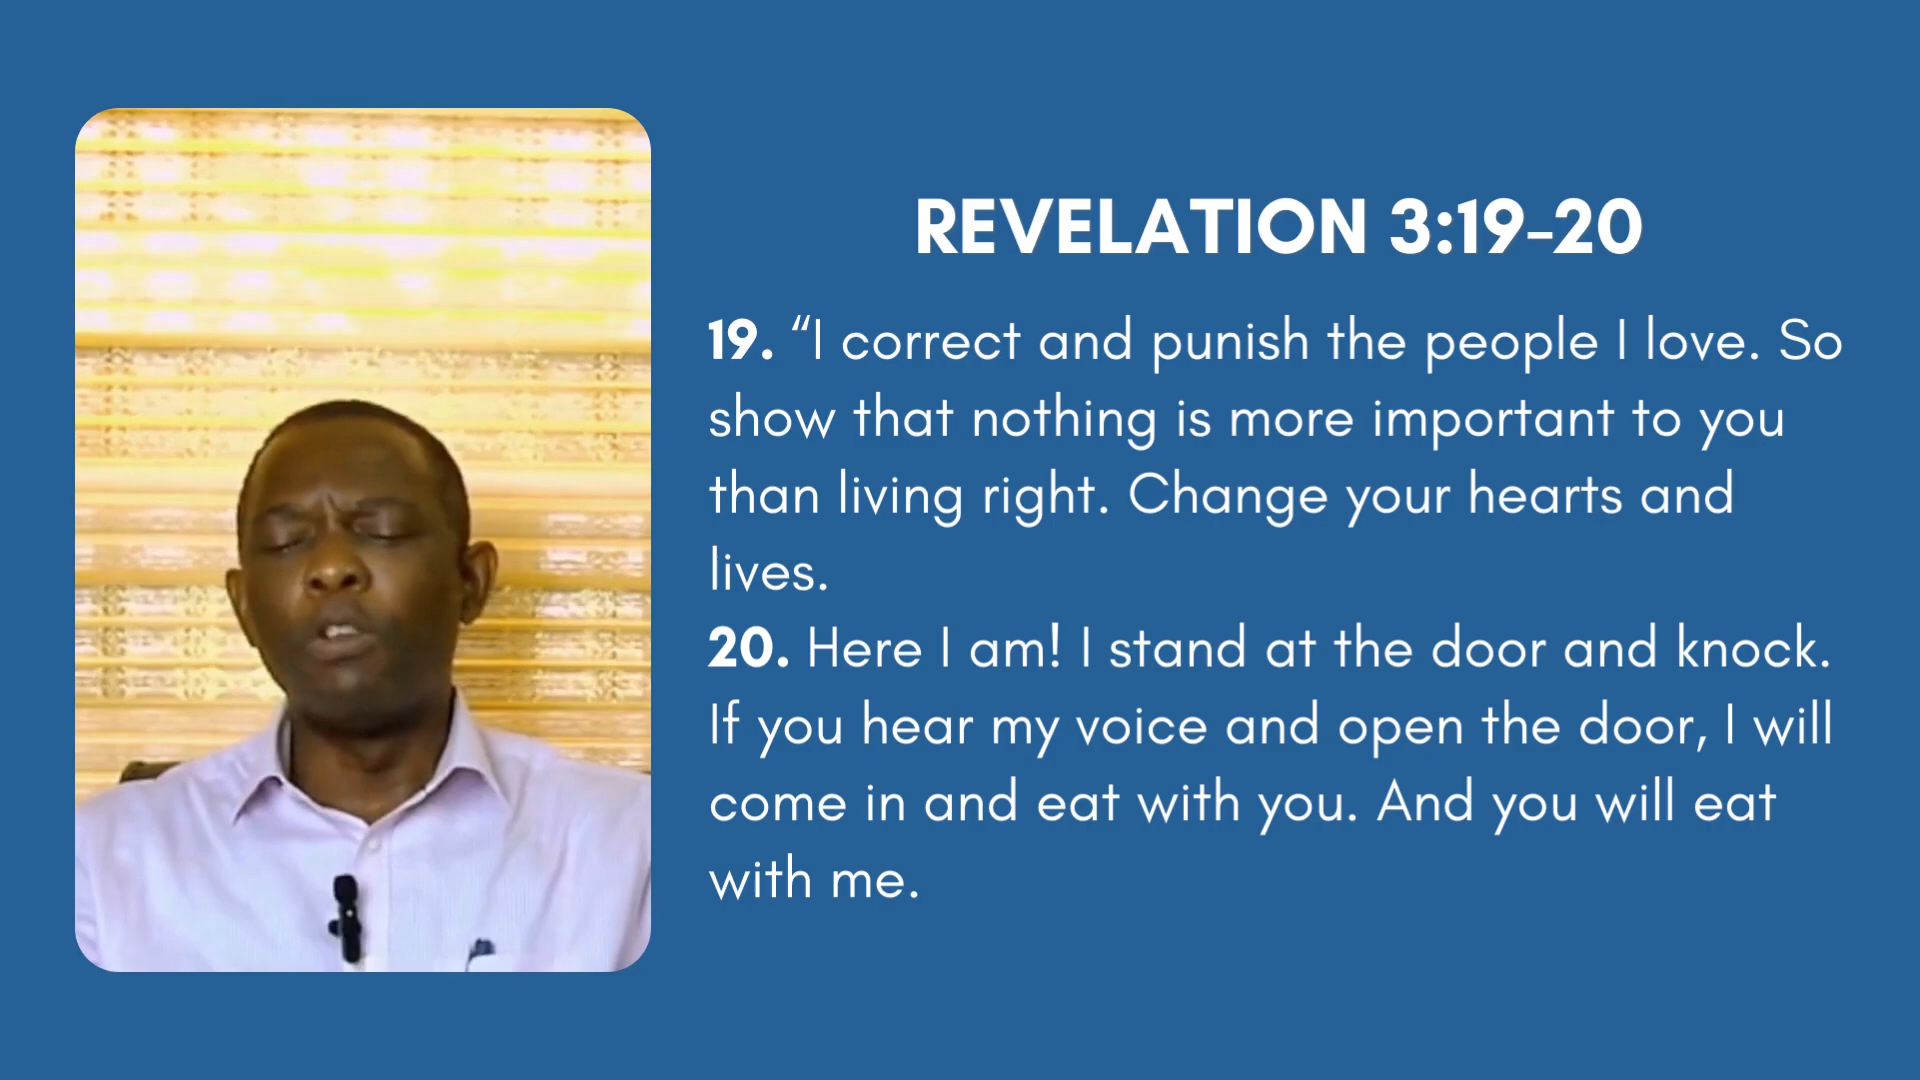 REVELATION 3:19-20
19. “I correct and punish the people I love. So
show that nothing is more important to you
than living right. Change your hearts and
lives.
20. Here I am! I stand at the door and knock.
If you hear my voice and open the door, I will
come in and eat with you. And you will eat
with me.